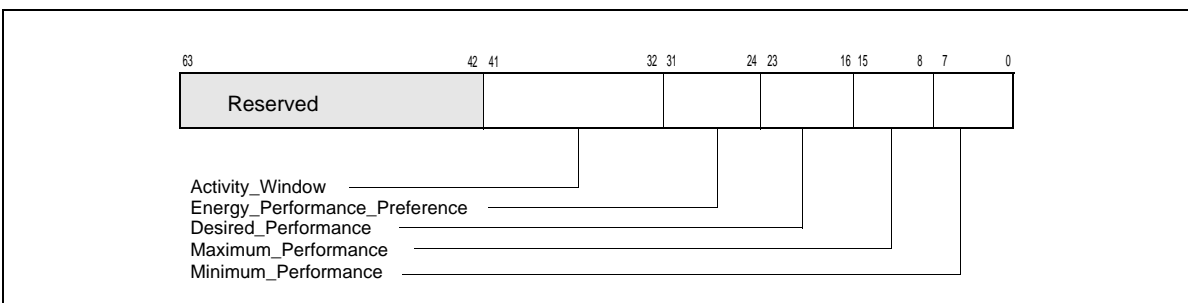 63 42 41 32 31 24 23 16 15 8 7 0
Reserved
Activity_Window
Energy_Performance_Preference
Desired_Performance
Maximum_Performance
Minimum_Performance